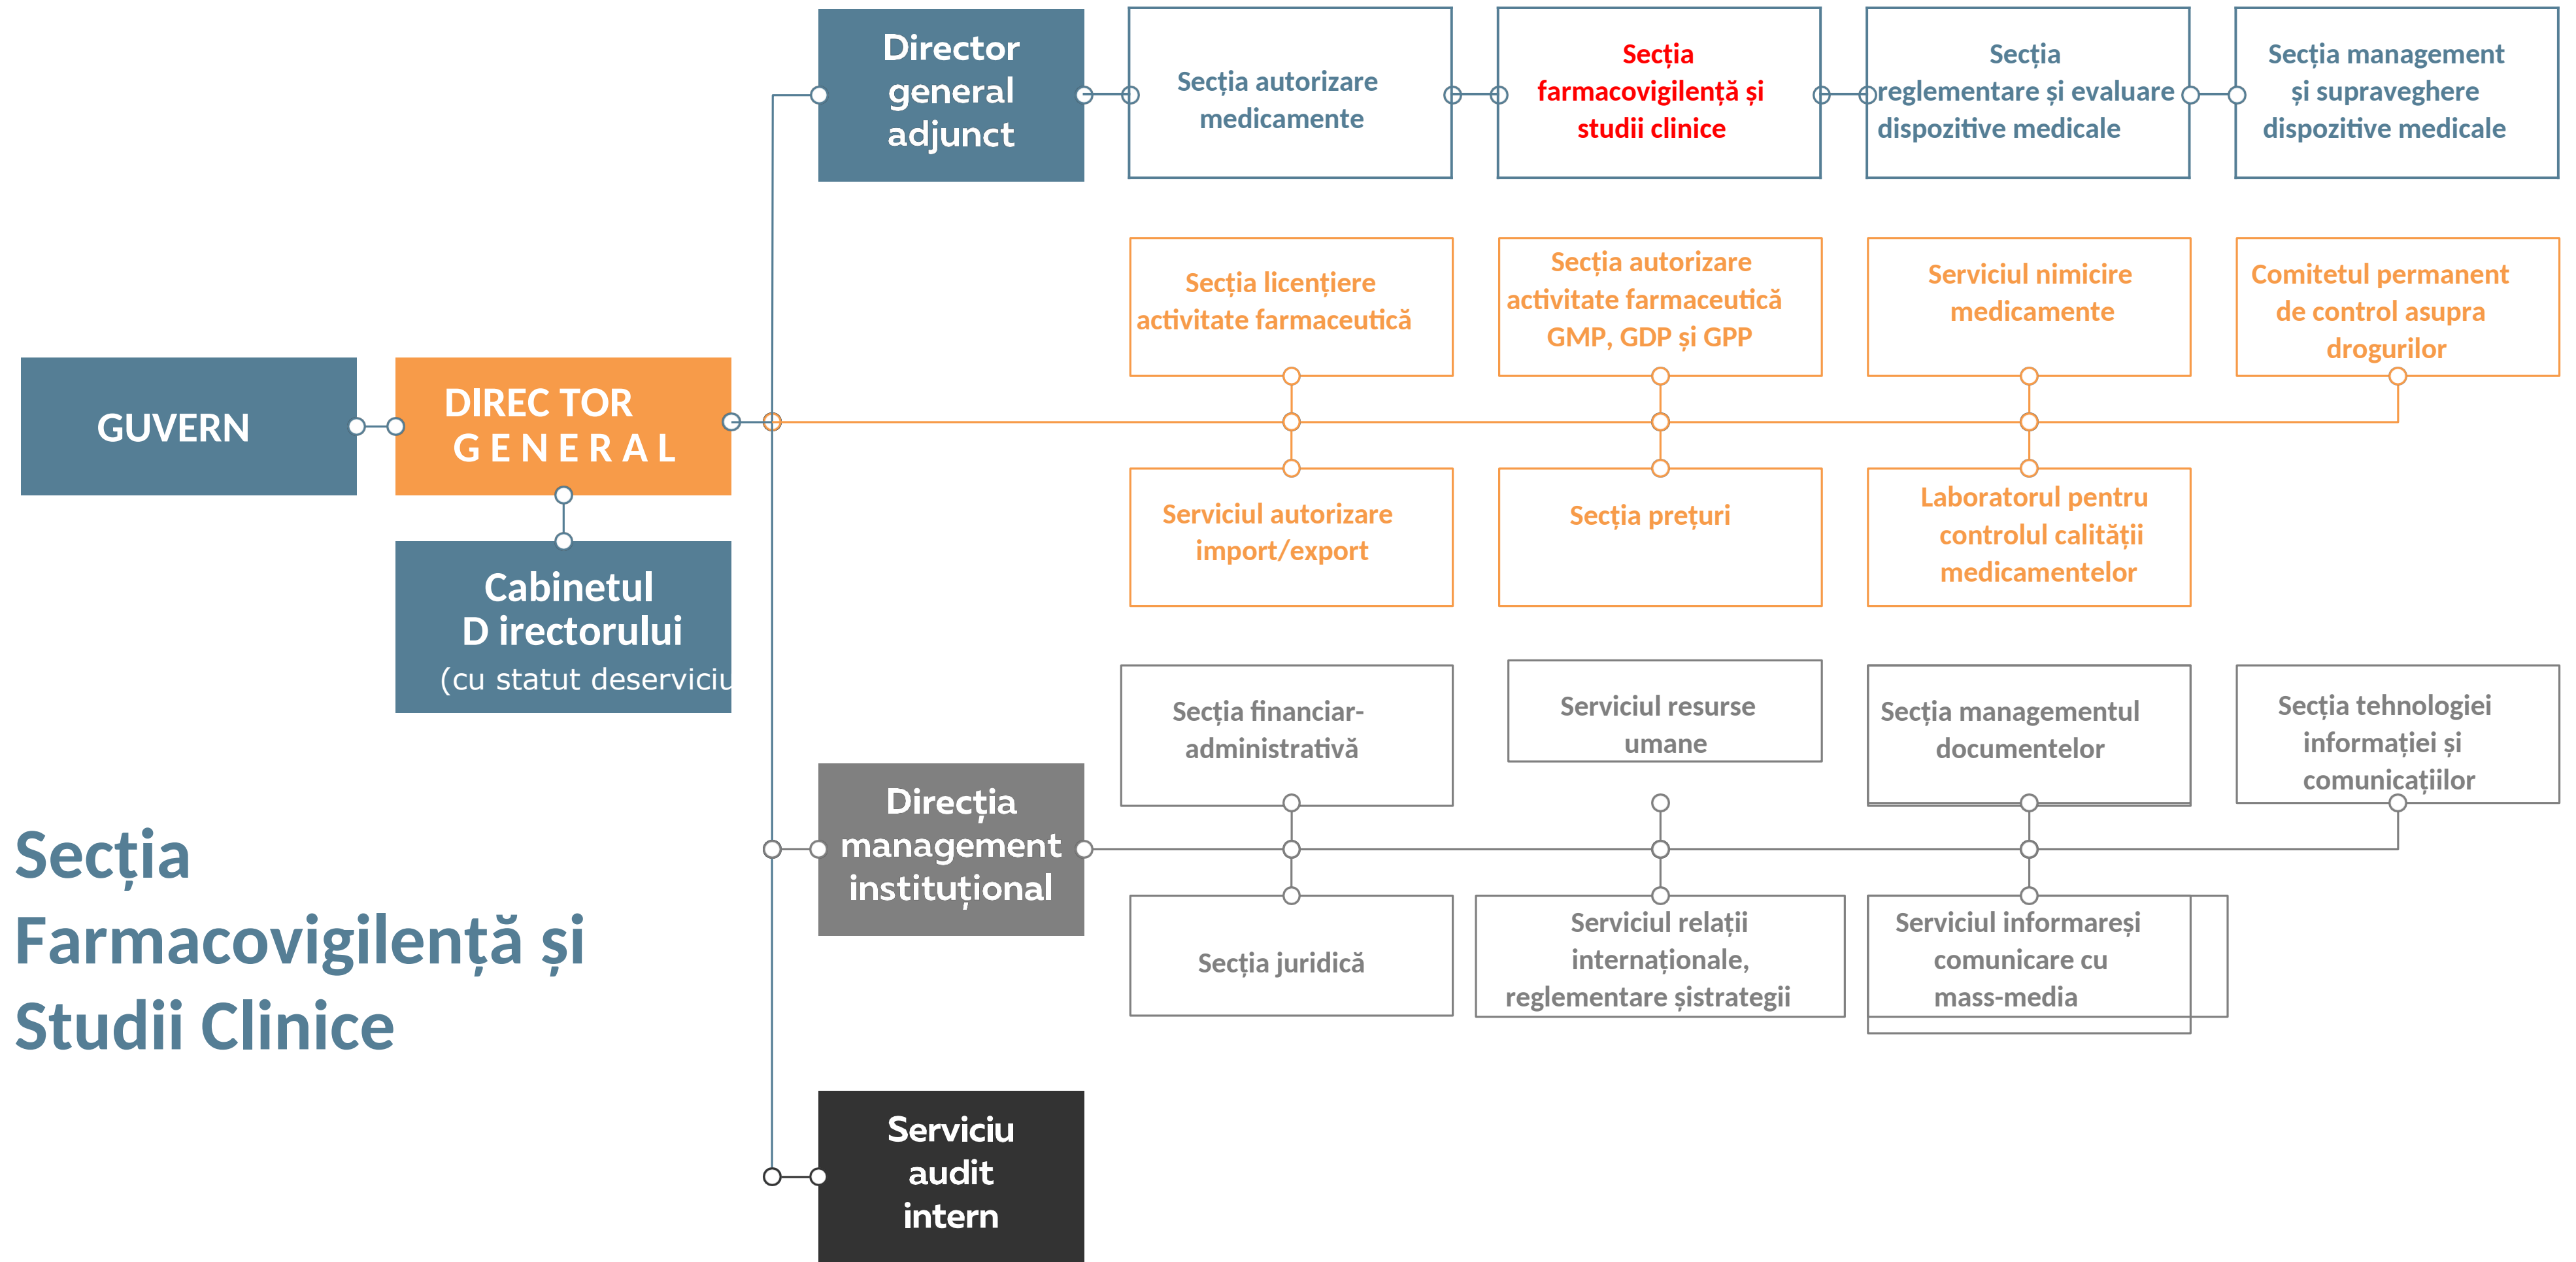 Director
general
adjunct
Secția autorizare
medicamente
Secția
farmacovigilență și
studii clinice
Secția
reglementare și evaluare
dispozitive medicale
Secția management
și supraveghere
dispozitive medicale
Secția licențiere
activitate farmaceutică
Secția autorizare
activitate farmaceutică
GMP, GDP și GPP
Serviciul nimicire
medicamente
Comitetul permanent
de control asupra
drogurilor
GUVERN
DIREC TOR
G E N E R A L
Serviciul autorizare
import/export
Secția prețuri
Laboratorul pentru
controlul calității
medicamentelor
Cabinetul
D irectorului
(cu statut deserviciu
Secția financiar-
administrativă
Serviciul resurse
umane
Secția managementul
documentelor
Secția tehnologiei
informației și
comunicațiilor
Direcția
management
instituțional
Secția
Farmacovigilență și
Studii Clinice
Secția juridică
Serviciul relații
internaționale,
reglementare șistrategii
Serviciul informareși
comunicare cu
mass-media
Serviciu
audit
intern